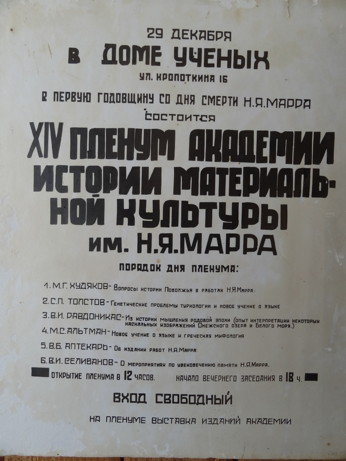 29 ДЕКАБРЯ
В ДОМЕ УЧЕНЫХ
УЛ. КРОПОТКИНА 16
В ПЕРВУЮ ГОДОВЩИНУ СО ДНЯ СМЕРТИ Н.Я.МАРРА
СОСТОИТСЯ
XIV ПЛЕНУМ АКАДЕМИИ
ИСТОРИИ МАТЕРИАЛЬ-
НОЙ КУЛЬТУРЫ
ИМ. Н.Я.МАРРА
ПОРЯДОК ДНЯ ПЛЕНУМА:
1. М.Г. ХУДЯКОВ - ВОПРОСЫ ИСТОРИИ ПОВОЛЖЬЯ В РАБОТАХ Н.Я.МАРРА.
2. С.П. ТОЛСТОВ - ГЕНЕТИЧЕСКИЕ ПРОБЛЕМЫ ТУРКОЛОГИИ И НОВОЕ УЧЕНИЕ О ЯЗЫКЕ
3. В.И. РАВДОНИКАС - ИЗ ИСТОРИИ МЫШЛЕНИЯ РОДОВОЙ ЭПОХИ (ОПЫТ ИНТЕРПРЕТАЦИИ НЕКОТОРЫХ
НАСКАЛЬНЫХ ИЗОБРАЖЕНИЙ ОНЕЖСКОГО ОЗЕРА И БЕЛОГО МОРЯ.)
4. М.С. АЛЬТМАН - НОВОЕ УЧЕНИЕ О ЯЗЫКЕ И ГРЕЧЕСКАЯ МИФОЛОГИЯ
5. В.Б. АПТЕКАРЬ - ОБ ИЗДАНИИ РАБОТ Н.Я.МАРРА.
6. В.И. СЕЛИВАНОВ - О МЕРОПРИЯТИЯХ ПО УВЕКОВЕЧЕНИЮ ПАМЯТИ Н.Я.МАРРА.
ОТКРЫТИЕ ПЛЕНУМА В 12 ЧАСОВ. НАЧАЛО ВЕЧЕРНЕГО ЗАСЕДАНИЯ В 18 Ч.
ВХОД СВОБОДНЫЙ
НА ПЛЕНУМЕ ВЫСТАВКА ИЗДАНИЙ АКАДЕМИИ